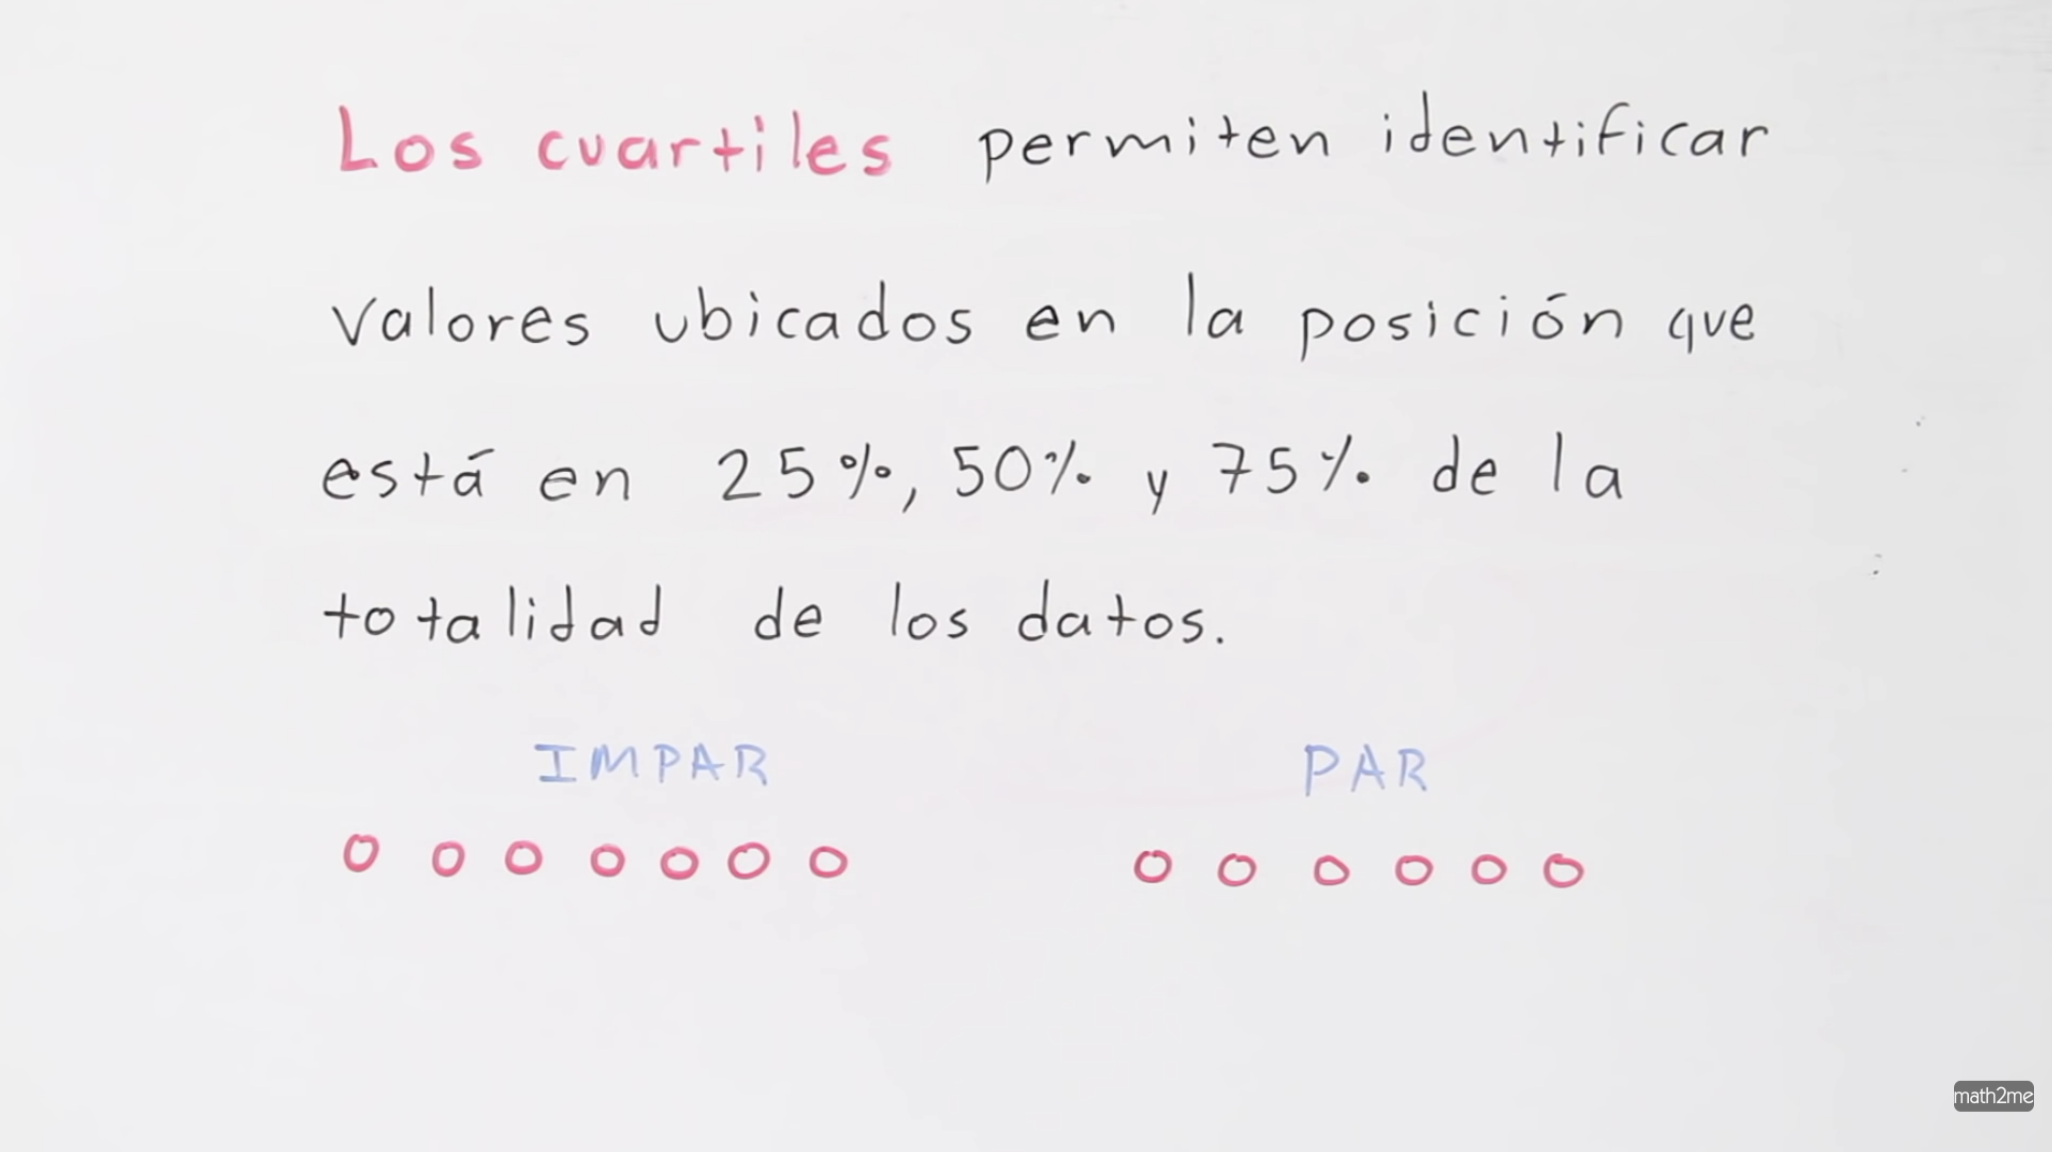 Los cuartiles permiten identificar
valores ubicados en la posición que
está en 25%, 50% y 75% de la
totalidad de los datos.
IMPAR PAR
math2me